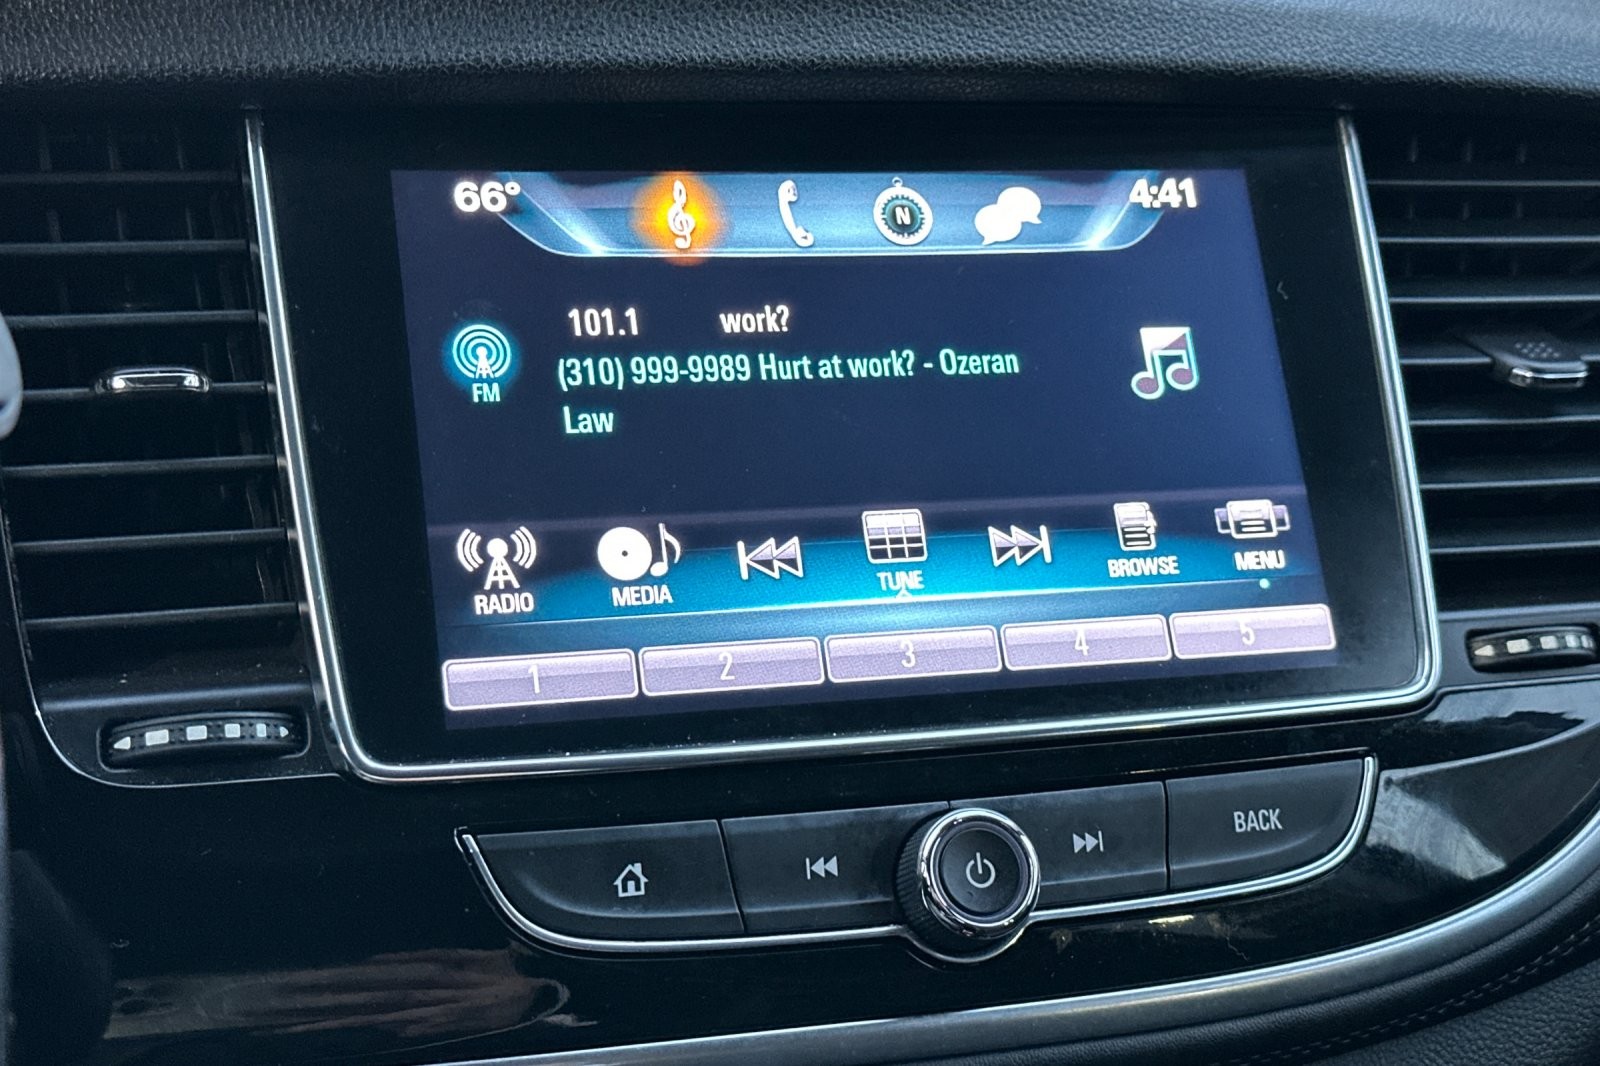 66°
N
4:41
101.1 work?
FM
(310) 999-9989 Hurt at work? - Ozeran
Law
RADIO
MEDIA
TUNE
BROWSE
MENU
1 2 3 4 5
BACK